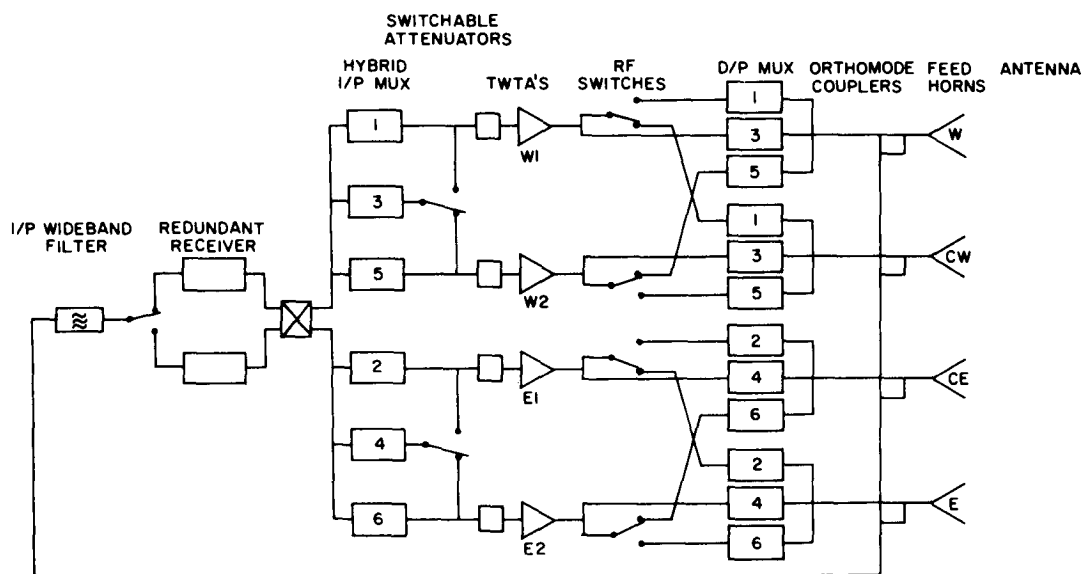 SWITCHABLE
ATTENUATORS
HYBRID
I/P MUX
TWTA'S
RF
SWITCHES
D/P MUX
ORTHOMODE
COUPLERS
FEED
HORNS
ANTENNA
I/P WIDEBAND
FILTER
REDUNDANT
RECEIVER
1
3
5
2
4
6
W1
W2
E1
E2
1
3
5
1
3
5
2
4
6
2
4
6
W
CW
CE
E